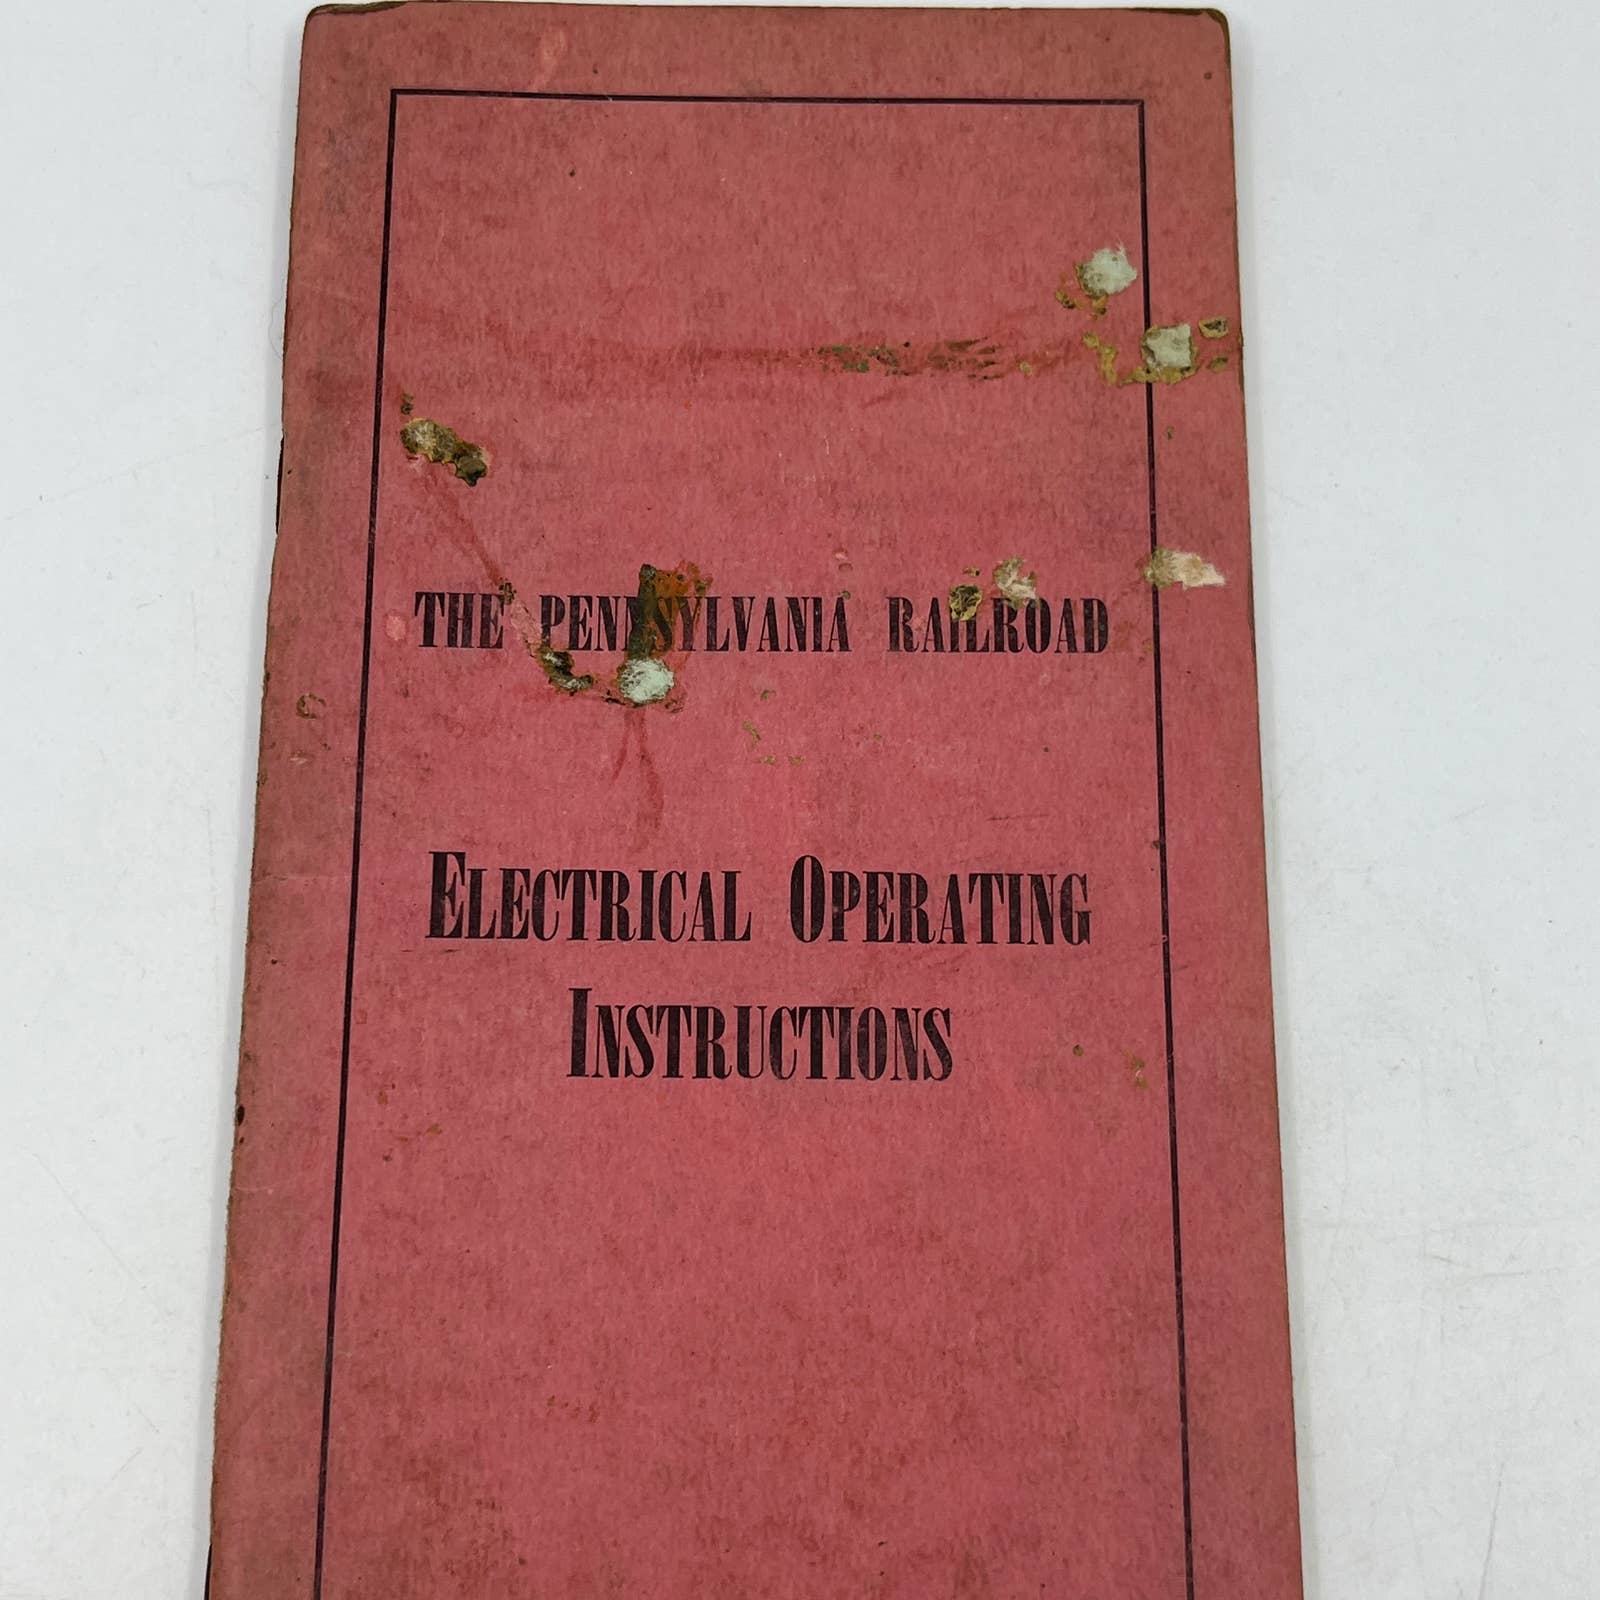 THE PENNSYLVANIA RAILROAD
ELECTRICAL OPERATING
INSTRUCTIONS